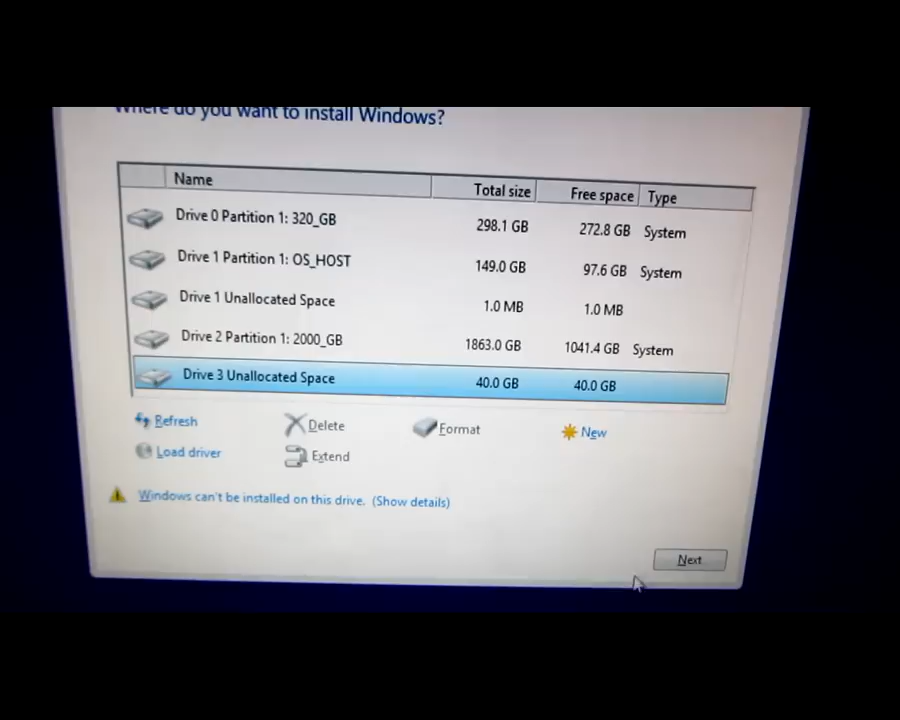 Where do you want to install Windows?
Name Total size Free space Type
Drive 0 Partition 1: 320_GB 298.1 GB 272.8 GB System
Drive 1 Partition 1: OS_HOST 149.0 GB 97.6 GB System
Drive 1 Unallocated Space 1.0 MB 1.0 MB
Drive 2 Partition 1: 2000_GB 1863.0 GB 1041.4 GB System
Drive 3 Unallocated Space 40.0 GB 40.0 GB
Refresh Delete Format New
Load driver Extend
Windows can't be installed on this drive. (Show details)
Next